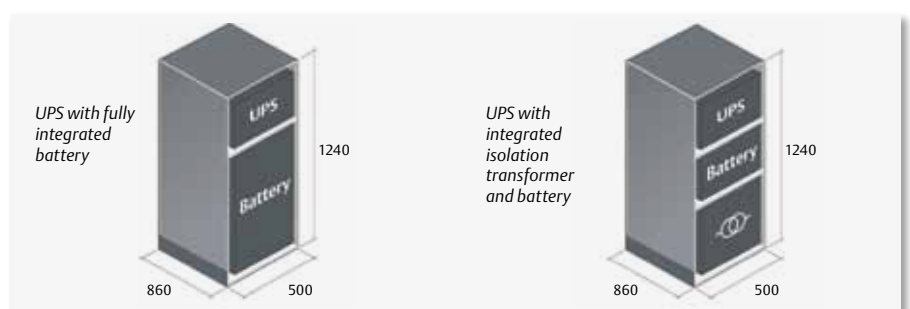 UPS with fully
integrated
battery
UPS
Battery
1240
860
500
UPS with
integrated
isolation
transformer
and battery
UPS
Battery
1240
860
500